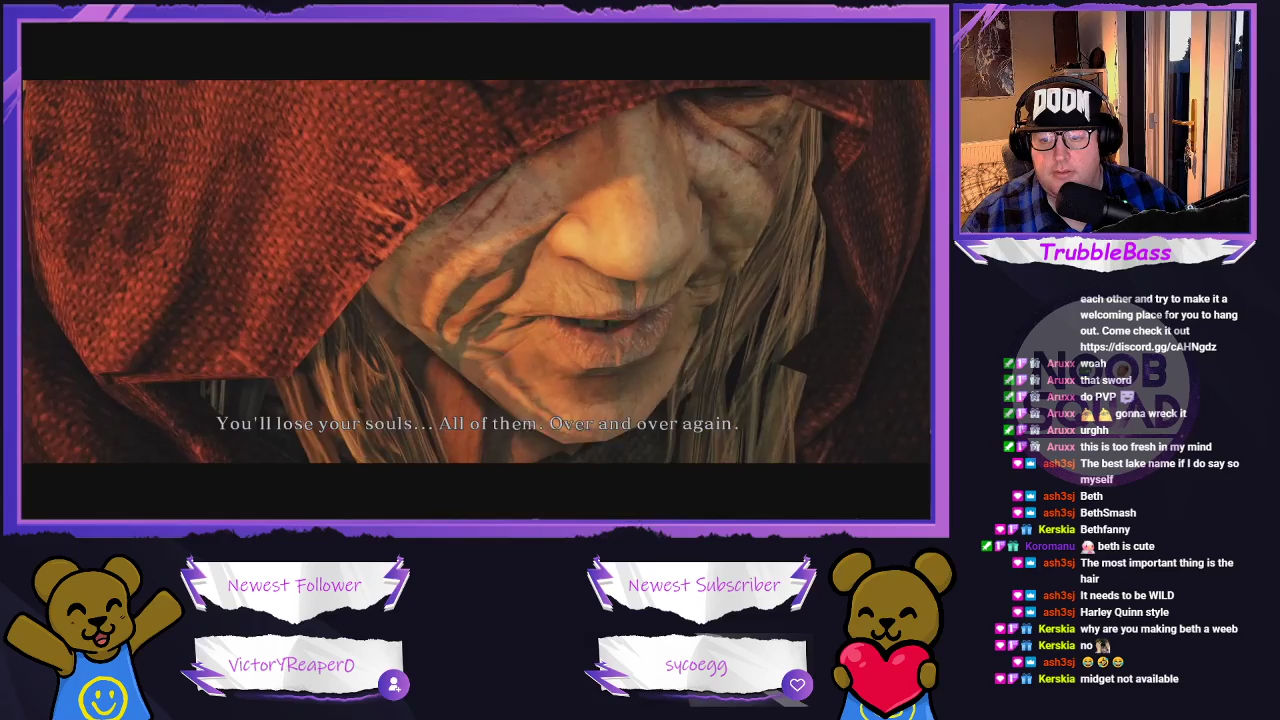 You'll lose your souls... All of them. Over and over again.
DOOM
TrubbleBass
each other and try to make it a
welcoming place for you to hang
out. Come check it out
https://discord.gg/cAHNgdz
Aruxx woah
Aruxx that sword
Aruxx do PVP
Aruxx gonna wreck it
Aruxx urghh
Aruxx this is too fresh in my mind
ash3sj The best lake name if I do say so
myself
ash3sj Beth
ash3sj BethSmash
Kerskia Bethfanny
Koromanu beth is cute
ash3sj The most important thing is the
hair
ash3sj It needs to be WILD
ash3sj Harley Quinn style
Kerskia why are you making beth a weeb
Kerskia no
ash3sj
Kerskia midget not available
NOOB
SQUAD
Newest Follower
VictorYReaper0
Newest Subscriber
sycoegg